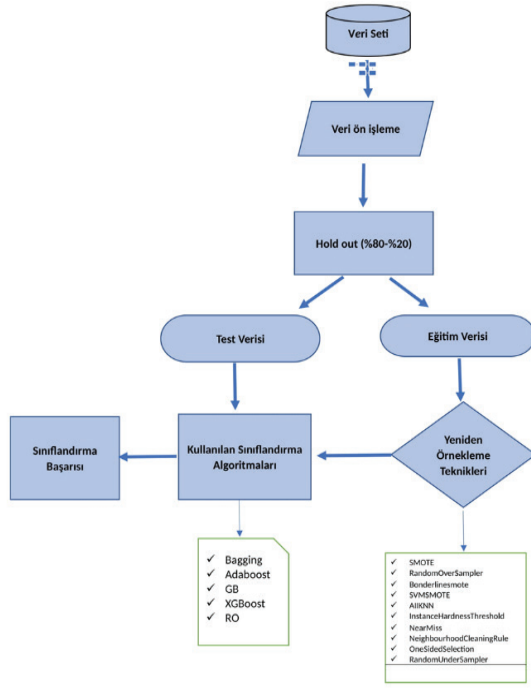 Veri Seti
Veri ön işleme
Hold out (%80-%20)
Test Verisi
Eğitim Verisi
Sınıflandırma
Başarısı
Kullanılan Sınıflandırma
Algoritmaları
Yeniden
Örnekleme
Teknikleri
✓ Bagging
✓ Adaboost
✓ GB
✓ XGBoost
✓ RO
✓ SMOTE
✓ RandomOverSampler
✓ Bonderlinesmote
✓ SVMSMOTE
✓ AllKNN
✓ InstanceHardnessThreshold
✓ NearMiss
✓ NeighbourhoodCleaningRule
✓ OneSidedSelection
✓ RandomUnderSampler